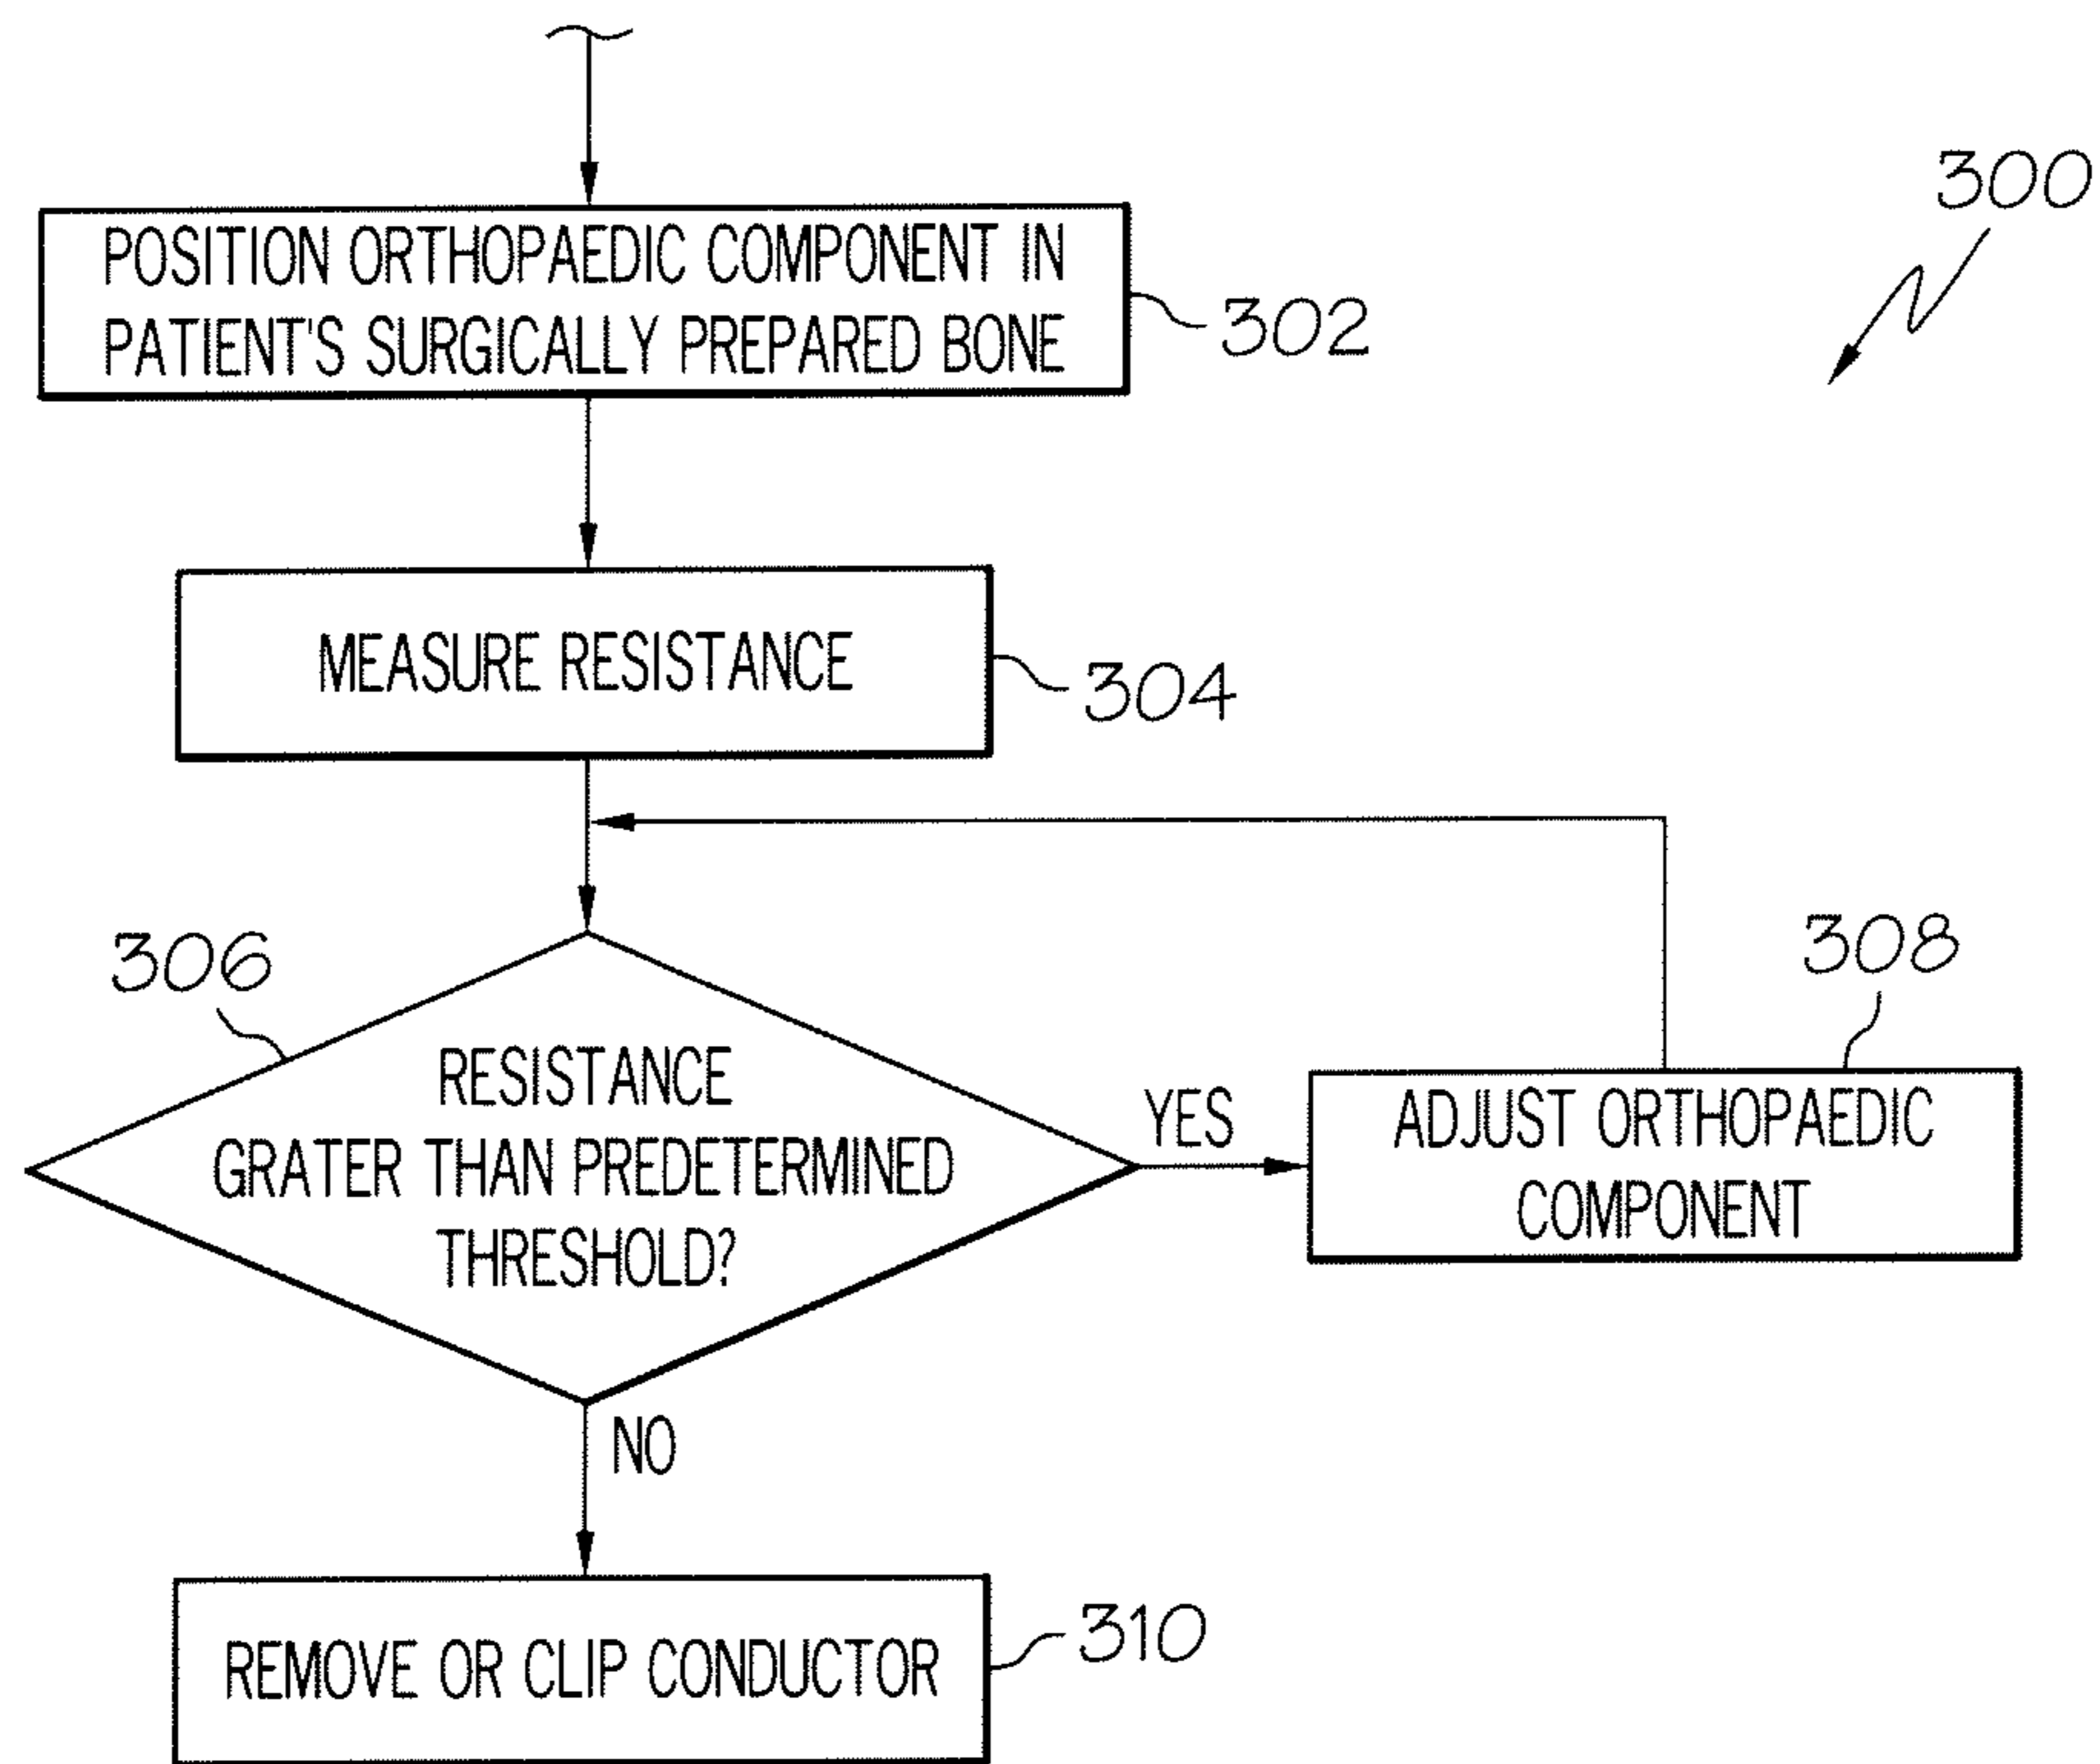 300
POSITION ORTHOPAEDIC COMPONENT IN
PATIENT'S SURGICALLY PREPARED BONE
302
MEASURE RESISTANCE
304
306
RESISTANCE
GRATER THAN PREDETERMINED
THRESHOLD?
YES
308
ADJUST ORTHOPAEDIC
COMPONENT
NO
REMOVE OR CLIP CONDUCTOR
310